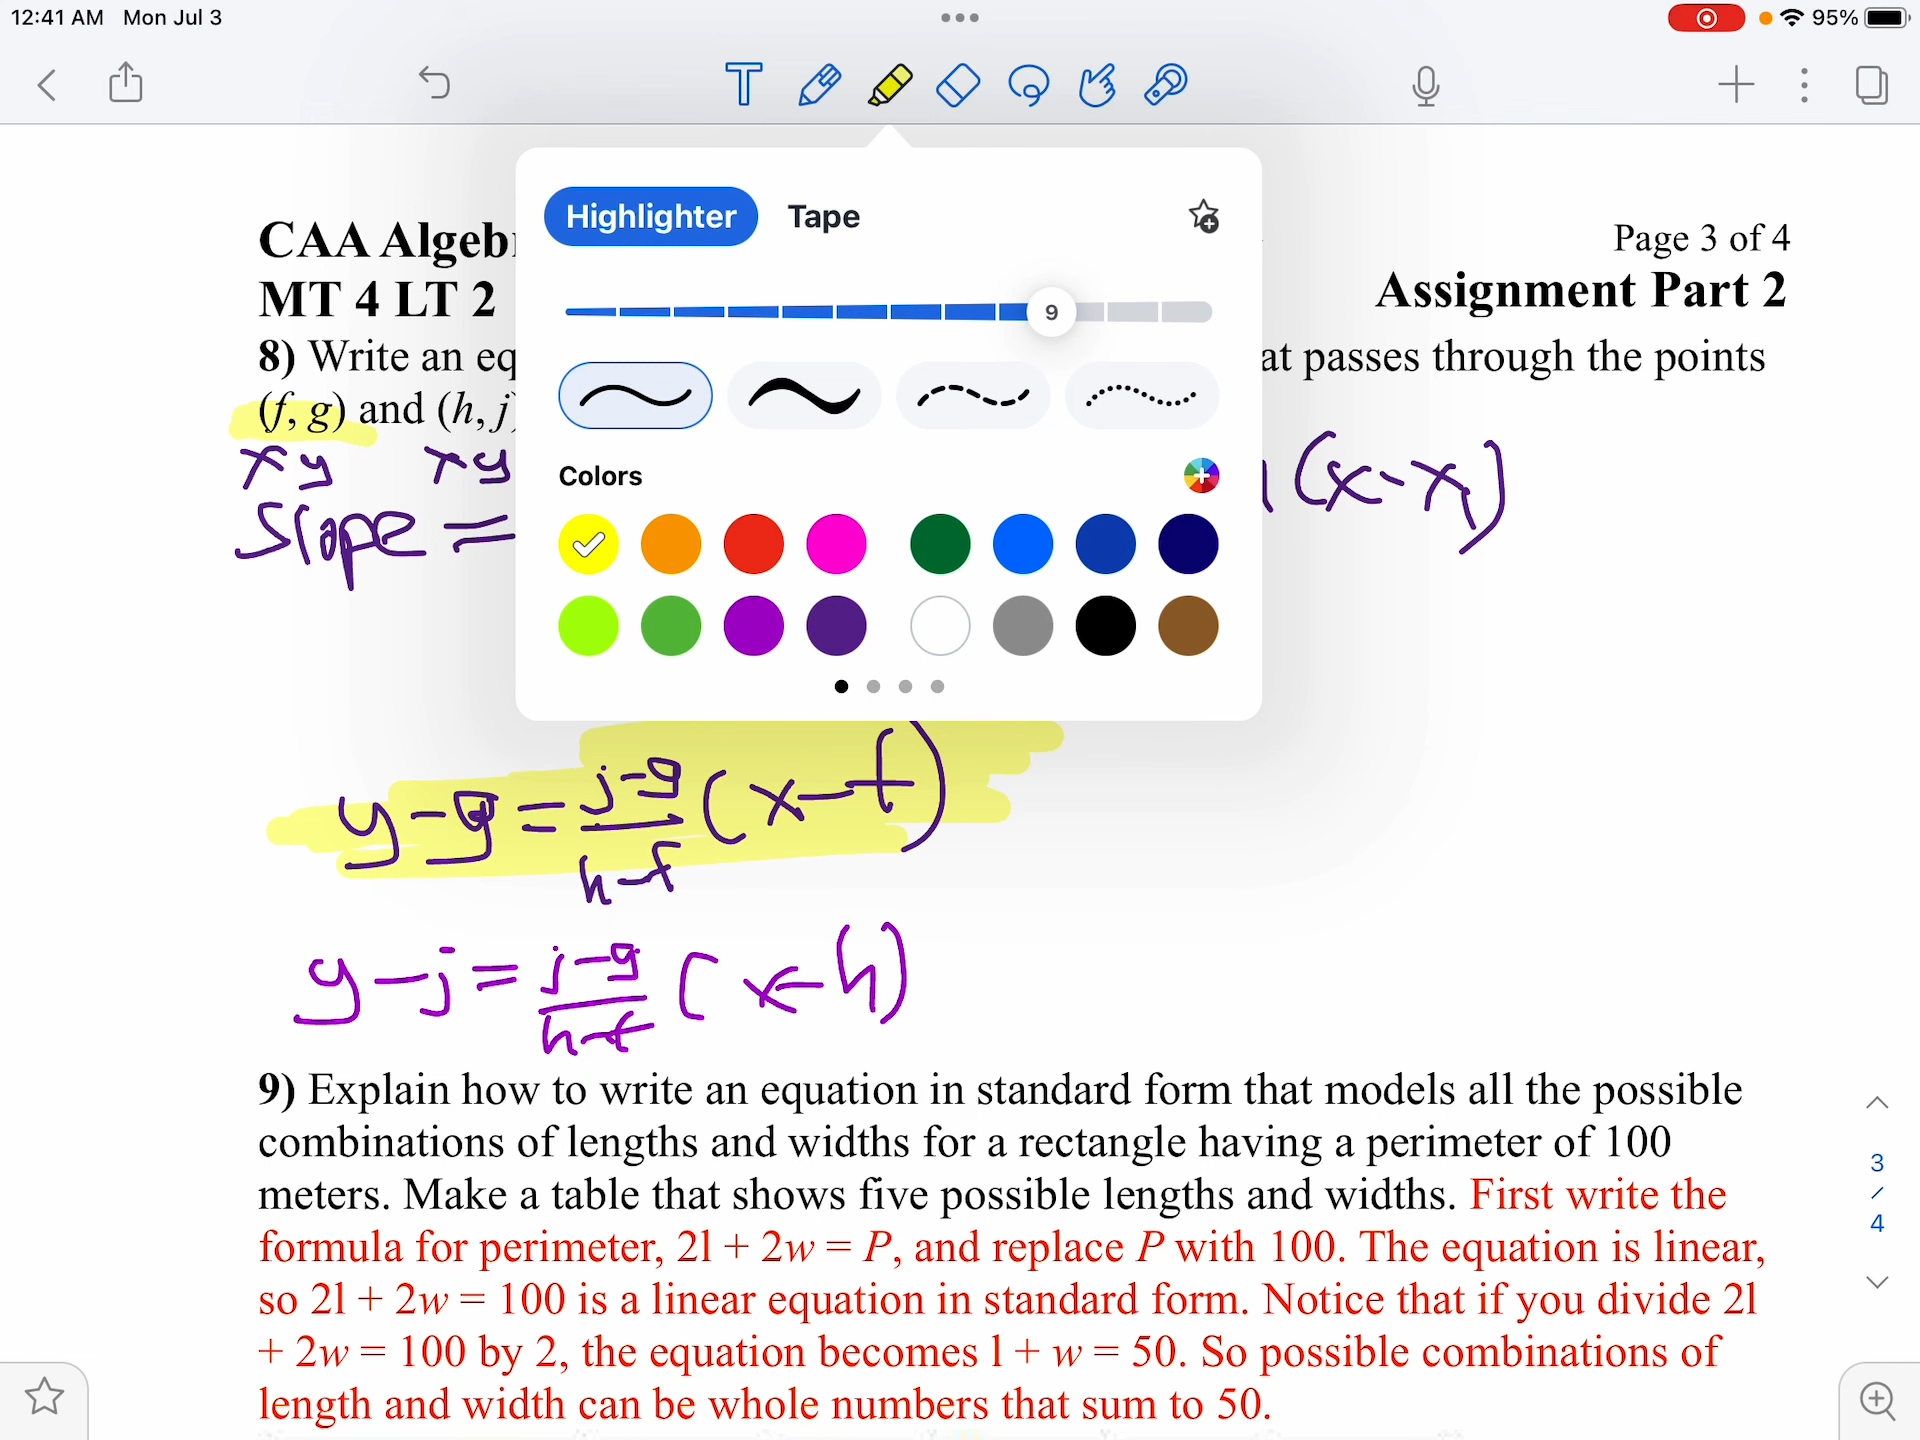 12:41 AM Mon Jul 3
95%
T
Highlighter Tape
9
Colors
CAA Algeb
Page 3 of 4
MT 4 LT 2
Assignment Part 2
8) Write an eq
at passes through the points
(f, g) and (h, j)
x y x y
(x-x)
Slope =
y-g = j-g/h-f (x-f)
y-j = j-g/h-f (x-h)
9) Explain how to write an equation in standard form that models all the possible
combinations of lengths and widths for a rectangle having a perimeter of 100
meters. Make a table that shows five possible lengths and widths. First write the
formula for perimeter, 2l + 2w = P, and replace P with 100. The equation is linear,
so 2l + 2w = 100 is a linear equation in standard form. Notice that if you divide 2l
+ 2w = 100 by 2, the equation becomes l + w = 50. So possible combinations of
length and width can be whole numbers that sum to 50.
3
/
4